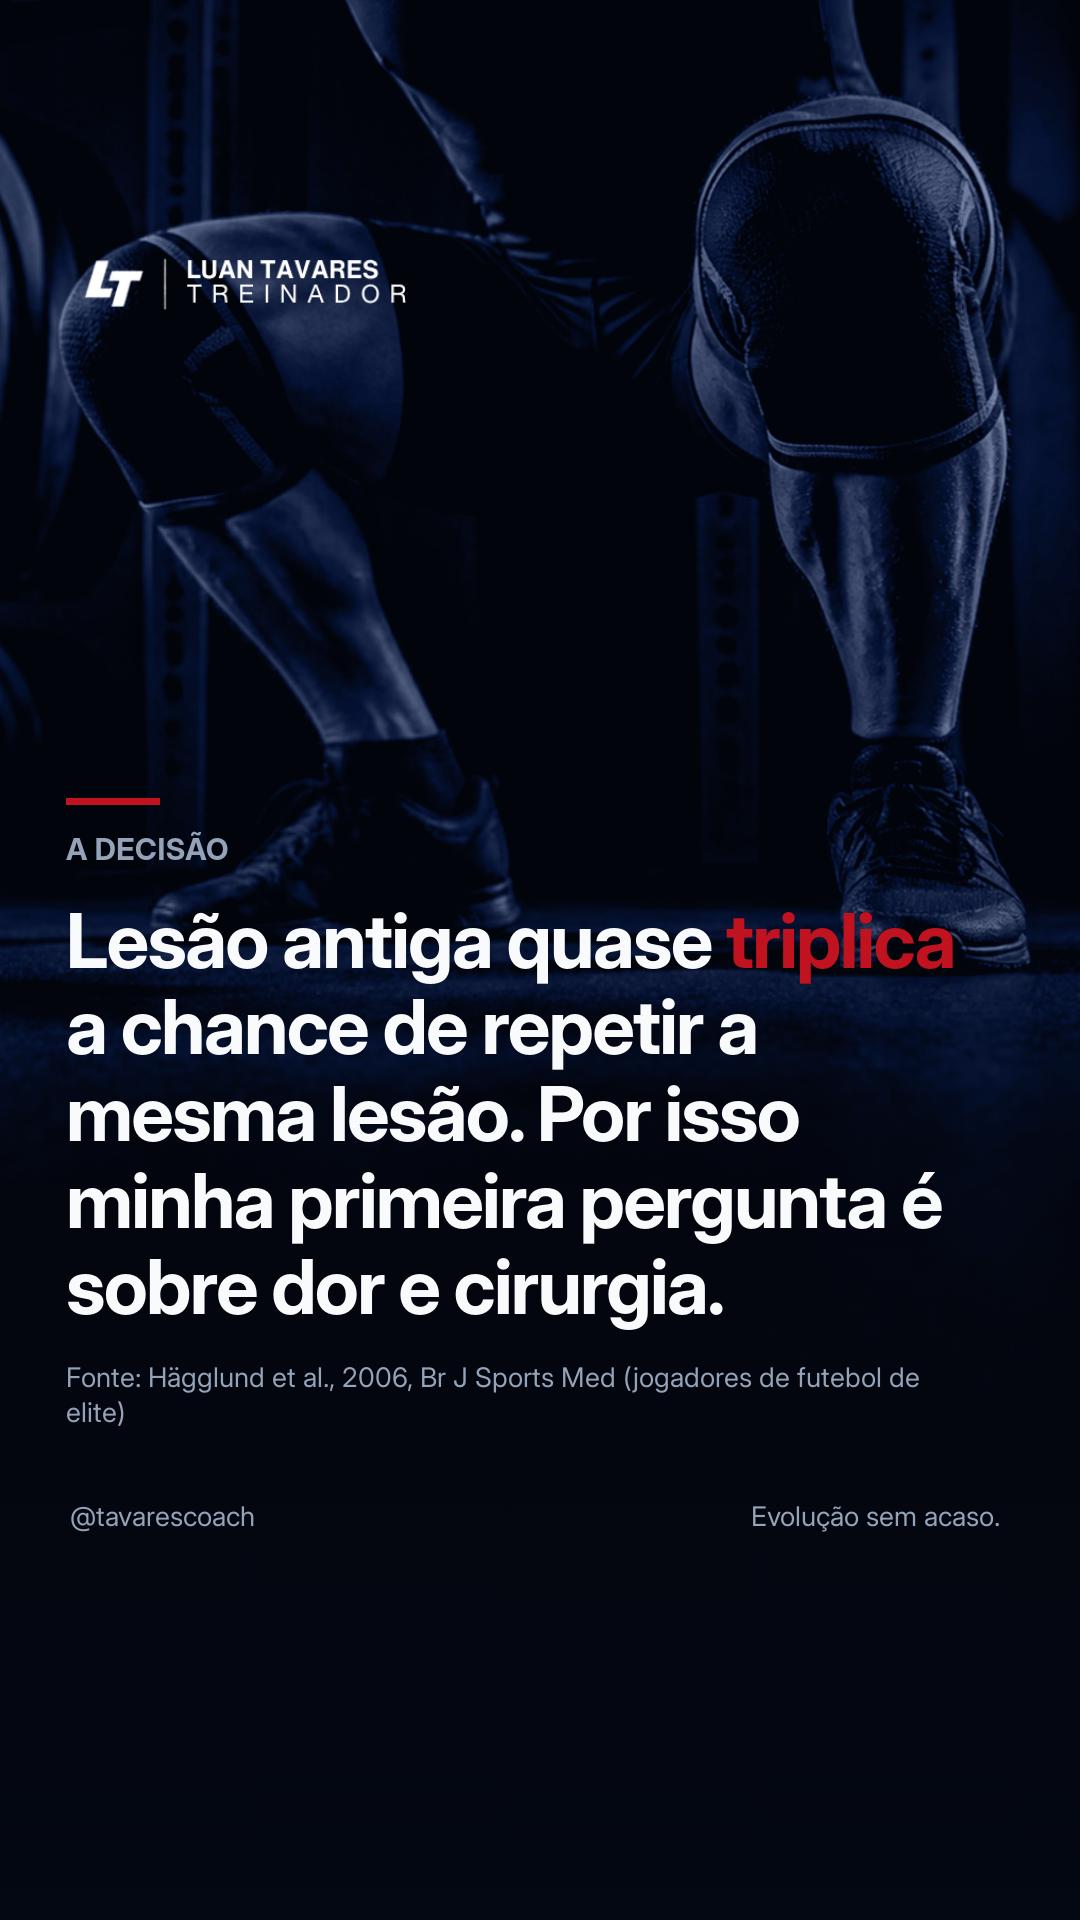 LT
LUAN TAVARES
TREINADOR
A DECISÃO
Lesão antiga quase triplica
a chance de repetir a
mesma lesão. Por isso
minha primeira pergunta é
sobre dor e cirurgia.
Fonte: Hägglund et al., 2006, Br J Sports Med (jogadores de futebol de
elite)
@tavarescoach
Evolução sem acaso.